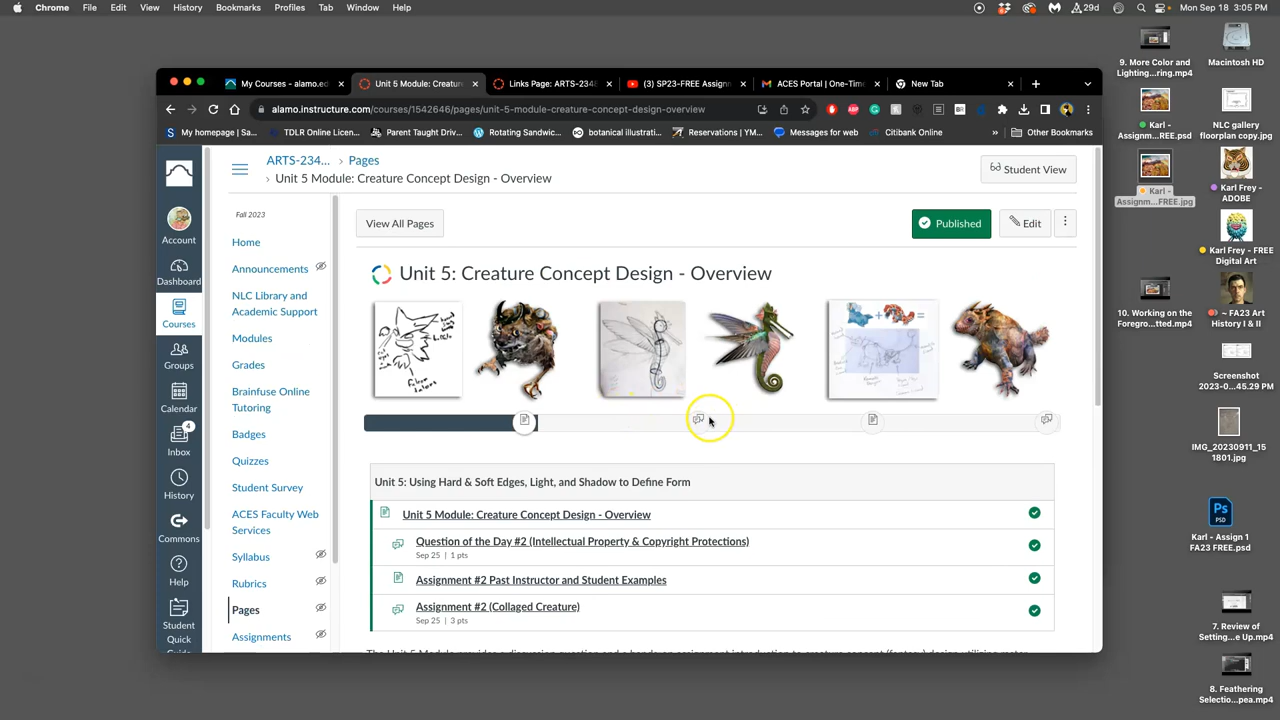 Chrome File Edit View History Bookmarks Profiles Tab Window Help
29d Mon Sep 18 3:05 PM
My Courses - alamo.ed
Unit 5 Module: Creatur
Links Page: ARTS-234
(3) SP23-FREE Assign
ACES Portal | One-Time
New Tab
alamo.instructure.com/courses/1542646/pages/unit-5-module-creature-concept-design-overview
My homepage | Sa...
TDLR Online Licen...
Parent Taught Driv...
Rotating Sandwic...
botanical illustrati...
Reservations | YM...
Messages for web
Citibank Online
»
Other Bookmarks
ARTS-234... › Pages
› Unit 5 Module: Creature Concept Design - Overview
Student View
Account
Dashboard
Courses
Groups
Calendar
4
Inbox
History
Commons
Help
Student
Quick
Fall 2023
Home
Announcements
NLC Library and
Academic Support
Modules
Grades
Brainfuse Online
Tutoring
Badges
Quizzes
Student Survey
ACES Faculty Web
Services
Syllabus
Rubrics
Pages
Assignments
View All Pages
Published
Edit
Unit 5: Creature Concept Design - Overview
Unit 5: Using Hard & Soft Edges, Light, and Shadow to Define Form
Unit 5 Module: Creature Concept Design - Overview
Question of the Day #2 (Intellectual Property & Copyright Protections)
Sep 25 | 1 pts
Assignment #2 Past Instructor and Student Examples
Assignment #2 (Collaged Creature)
Sep 25 | 3 pts
9. More Color and
Lighting...ring.mp4
Macintosh HD
Karl -
Assignm...REE.psd
NLC gallery
floorplan copy.jpg
Karl -
Assignm...FREE.jpg
Karl Frey -
ADOBE
Karl Frey - FREE
Digital Art
10. Working on the
Foregro...tted.mp4
~ FA23 Art
History I & II
Screenshot
2023-0...45.29 PM
IMG_20230911_15
1801.jpg
Karl - Assign 1
FA23 FREE.psd
7. Review of
Setting...e Up.mp4
8. Feathering
Selectio...pea.mp4
Ps
PSD